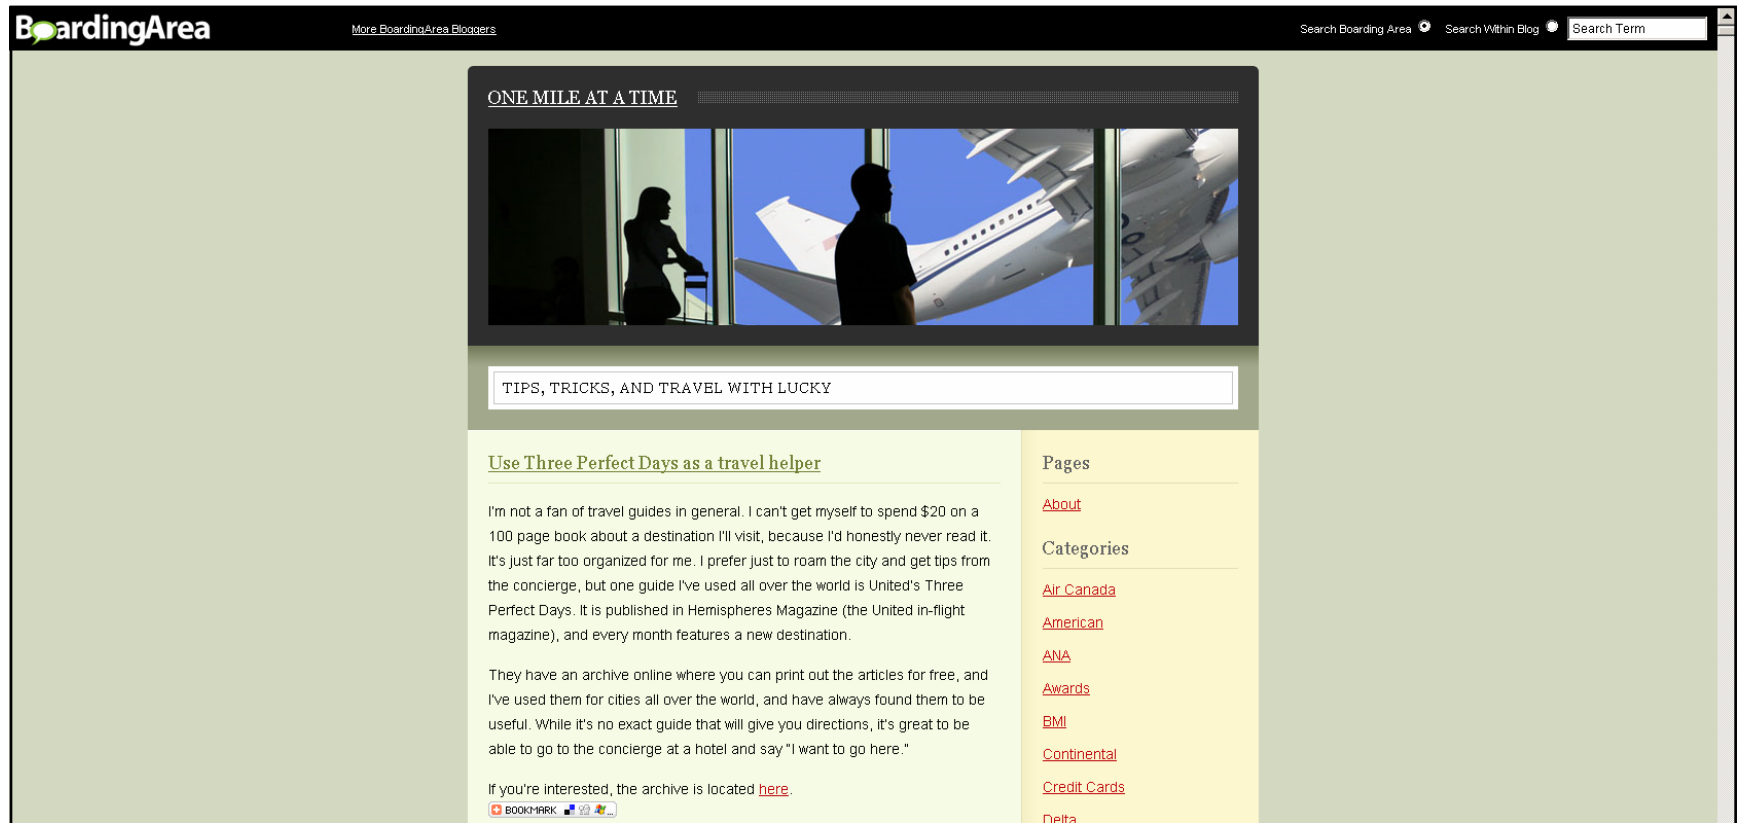 BoardingArea
More BoardingArea Bloggers
Search Boarding Area
Search Within Blog
Search Term
ONE MILE AT A TIME
TIPS, TRICKS, AND TRAVEL WITH LUCKY
Use Three Perfect Days as a travel helper
I'm not a fan of travel guides in general. I can't get myself to spend $20 on a
100 page book about a destination I'll visit, because I'd honestly never read it.
It's just far too organized for me. I prefer just to roam the city and get tips from
the concierge, but one guide I've used all over the world is United's Three
Perfect Days. It is published in Hemispheres Magazine (the United in-flight
magazine), and every month features a new destination.
They have an archive online where you can print out the articles for free, and
I've used them for cities all over the world, and have always found them to be
useful. While it's no exact guide that will give you directions, it's great to be
able to go to the concierge at a hotel and say "I want to go here."
If you're interested, the archive is located here.
BOOKMARK
Pages
About
Categories
Air Canada
American
ANA
Awards
BMI
Continental
Credit Cards
Delta